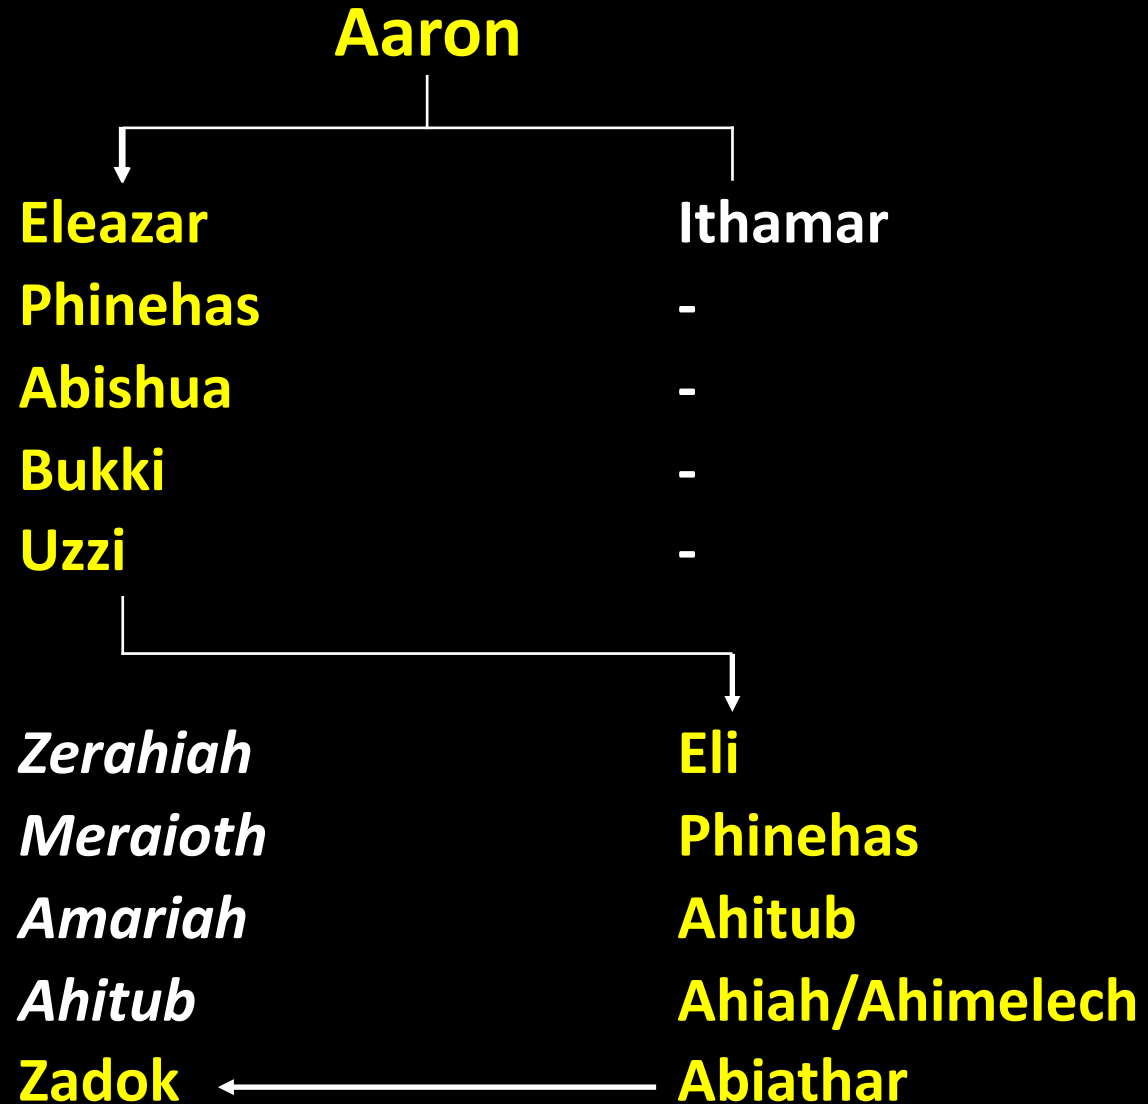 Aaron
Eleazar Ithamar
Phinehas -
Abishua -
Bukki -
Uzzi -
Zerahiah Eli
Meraioth Phinehas
Amariah Ahitub
Ahitub Ahiah/Ahimelech
Zadok Abiathar